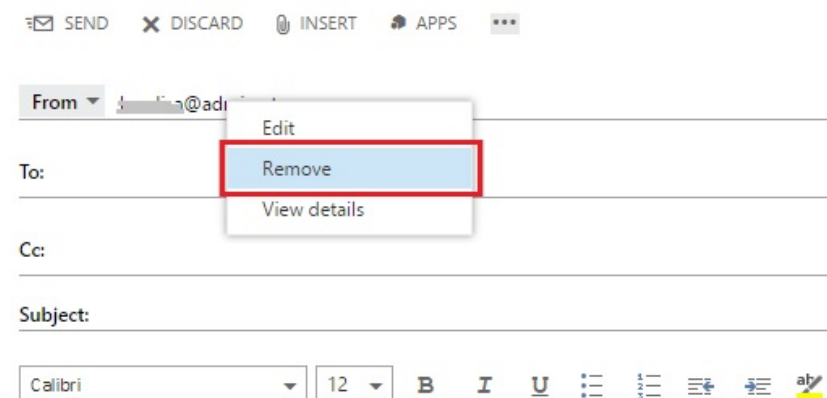 SEND DISCARD INSERT APPS
From
Edit
To:
Remove
View details
Cc:
Subject:
Calibri 12 B I U